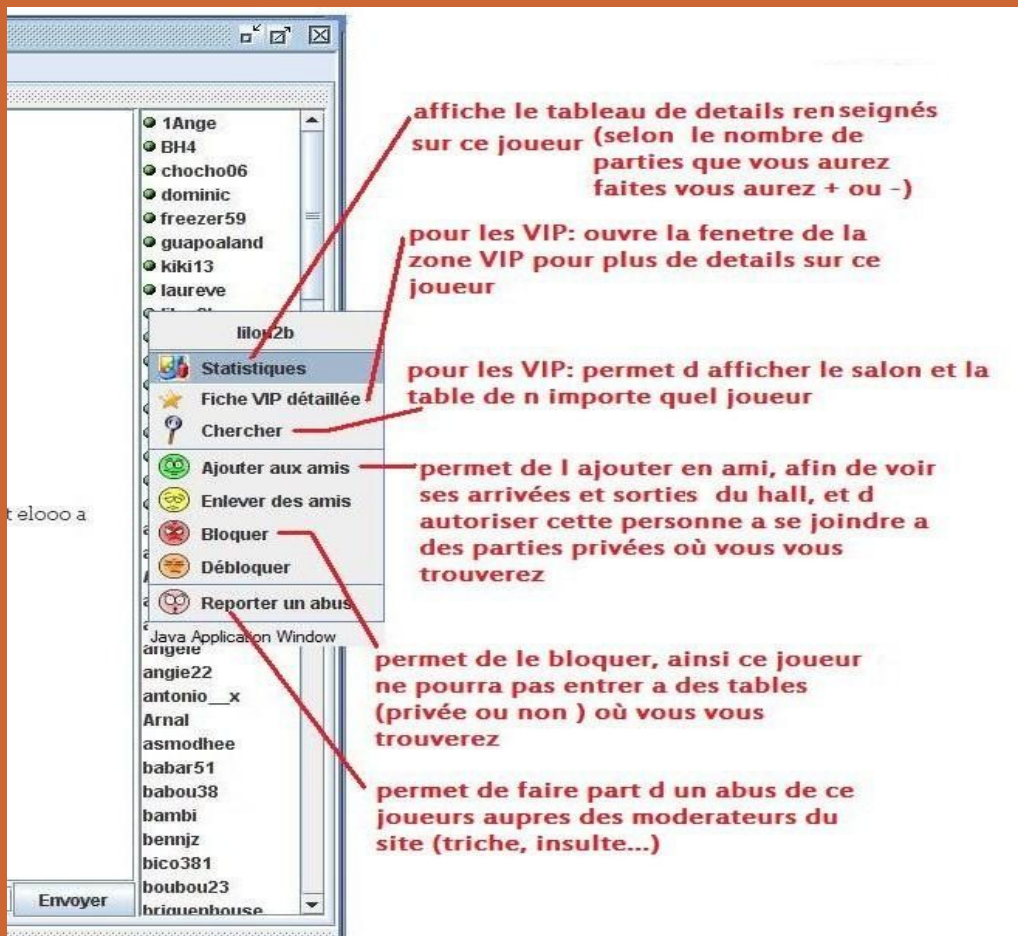 1Ange
BH4
chocho06
dominic
freezer59
guapoaland
kiki13
laureve
lilou2b
Statistiques
Fiche VIP détaillée
Chercher
Ajouter aux amis
Enlever des amis
Bloquer
Débloquer
Reporter un abus
Java Application Window
angele
angie22
antonio__x
Arnal
asmodhee
babar51
babou38
bambi
bennjz
bico381
boubou23
briquenhouse
t elooo a
Envoyer
affiche le tableau de details renseignés
sur ce joueur (selon le nombre de
parties que vous aurez
faites vous aurez + ou -)
pour les VIP: ouvre la fenetre de la
zone VIP pour plus de details sur ce
joueur
pour les VIP: permet d afficher le salon et la
table de n importe quel joueur
permet de l ajouter en ami, afin de voir
ses arrivées et sorties du hall, et d
autoriser cette personne a se joindre a
des parties privées où vous vous
trouverez
permet de le bloquer, ainsi ce joueur
ne pourra pas entrer a des tables
(privée ou non ) où vous vous
trouverez
permet de faire part d un abus de ce
joueurs aupres des moderateurs du
site (triche, insulte...)